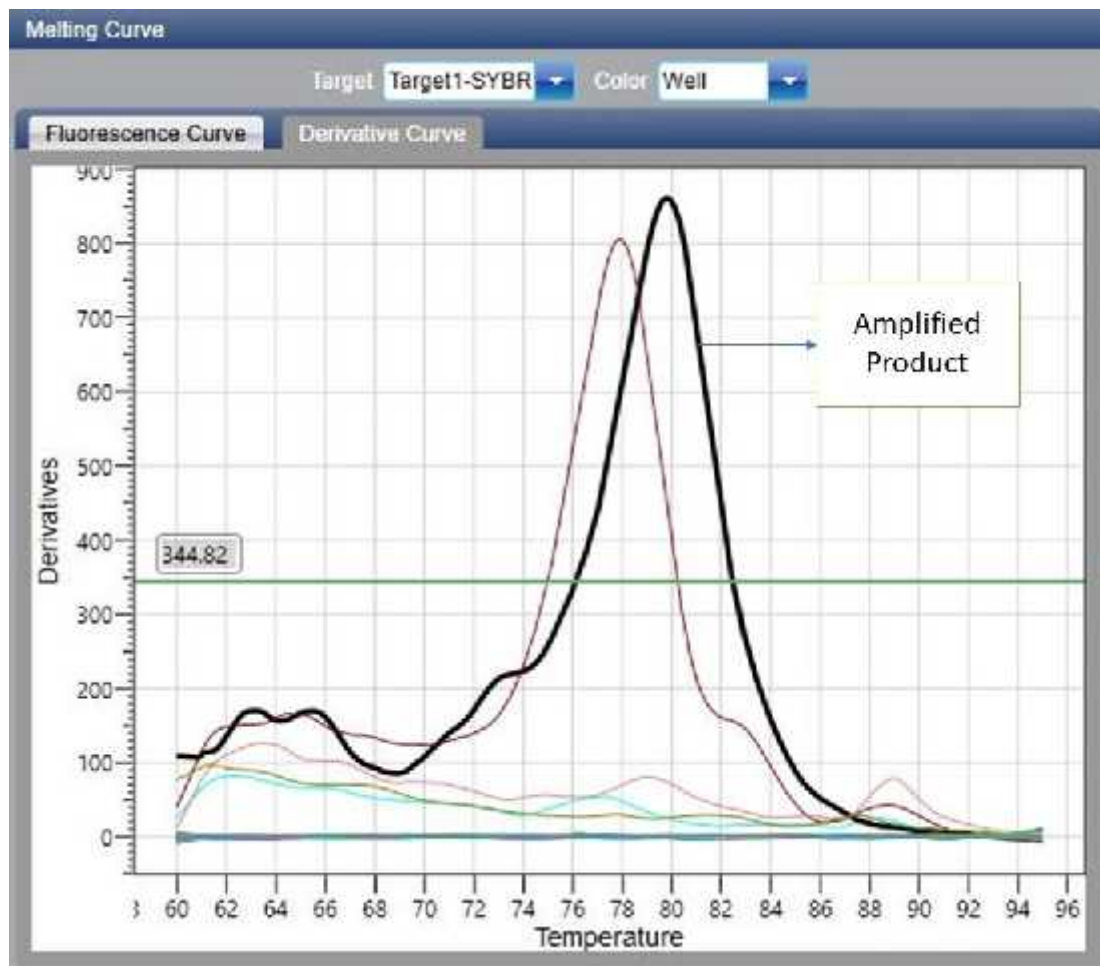 Melting Curve
Target Target1-SYBR Color Well
Fluorescence Curve Derivative Curve
900
800
700
600
500
400
300
200
100
0
Derivatives
344.82
Amplified
Product
60 62 64 66 68 70 72 74 76 78 80 82 84 86 88 90 92 94 96
Temperature